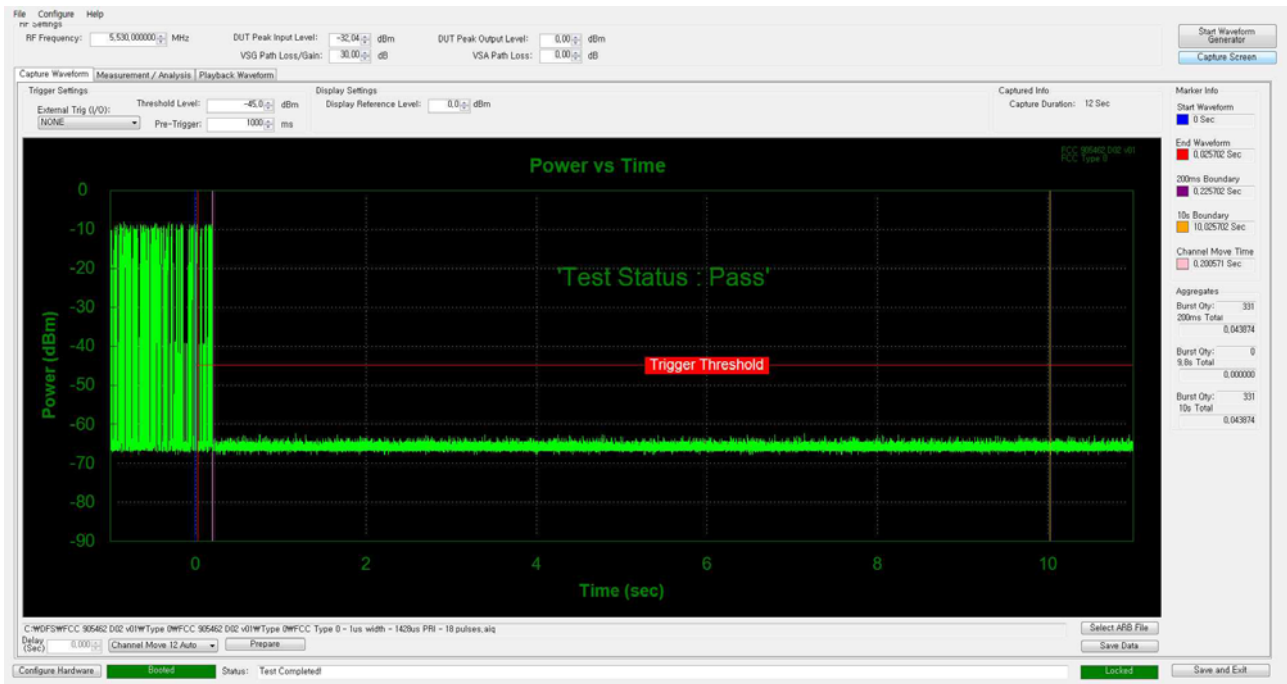 File Configure Help
RF Settings
RF Frequency: 5,530,000000 MHz DUT Peak Input Level: -32,04 dBm DUT Peak Output Level: 0,00 dBm
VSG Path Loss/Gain: 30,00 dB VSA Path Loss: 0,00 dB
Start Waveform Generator
Capture Screen
Capture Waveform Measurement / Analysis Playback Waveform
Trigger Settings
External Trig (I/O): Threshold Level: -45,0 dBm
NONE Pre-Trigger: 1000 ms
Display Settings
Display Reference Level: 0,0 dBm
Captured Info
Capture Duration: 12 Sec
Marker Info
Start Waveform
0 Sec
End Waveform
0,025702 Sec
200ms Boundary
0,225702 Sec
10s Boundary
10,025702 Sec
Channel Move Time
0,200571 Sec
Aggregates
Burst Qty: 331
200ms Total
0,043874
Burst Qty: 0
9,8s Total
0,000000
Burst Qty: 331
10s Total
0,043874
FCC 905462 D02 v01
FCC Type 0
Power vs Time
'Test Status : Pass'
Trigger Threshold
Power (dBm)
0
-10
-20
-30
-40
-50
-60
-70
-80
-90
0 2 4 6 8 10
Time (sec)
C:₩DFS₩FCC 905462 D02 v01₩Type 0₩FCC 905462 D02 v01₩Type 0₩FCC Type 0 - 1us width - 1428us PRI - 18 pulses,aiq
Select ARB File
Delay (Sec) 0,000 Channel Move 12 Auto Prepare
Save Data
Configure Hardware Booted Status: Test Completed! Locked Save and Exit